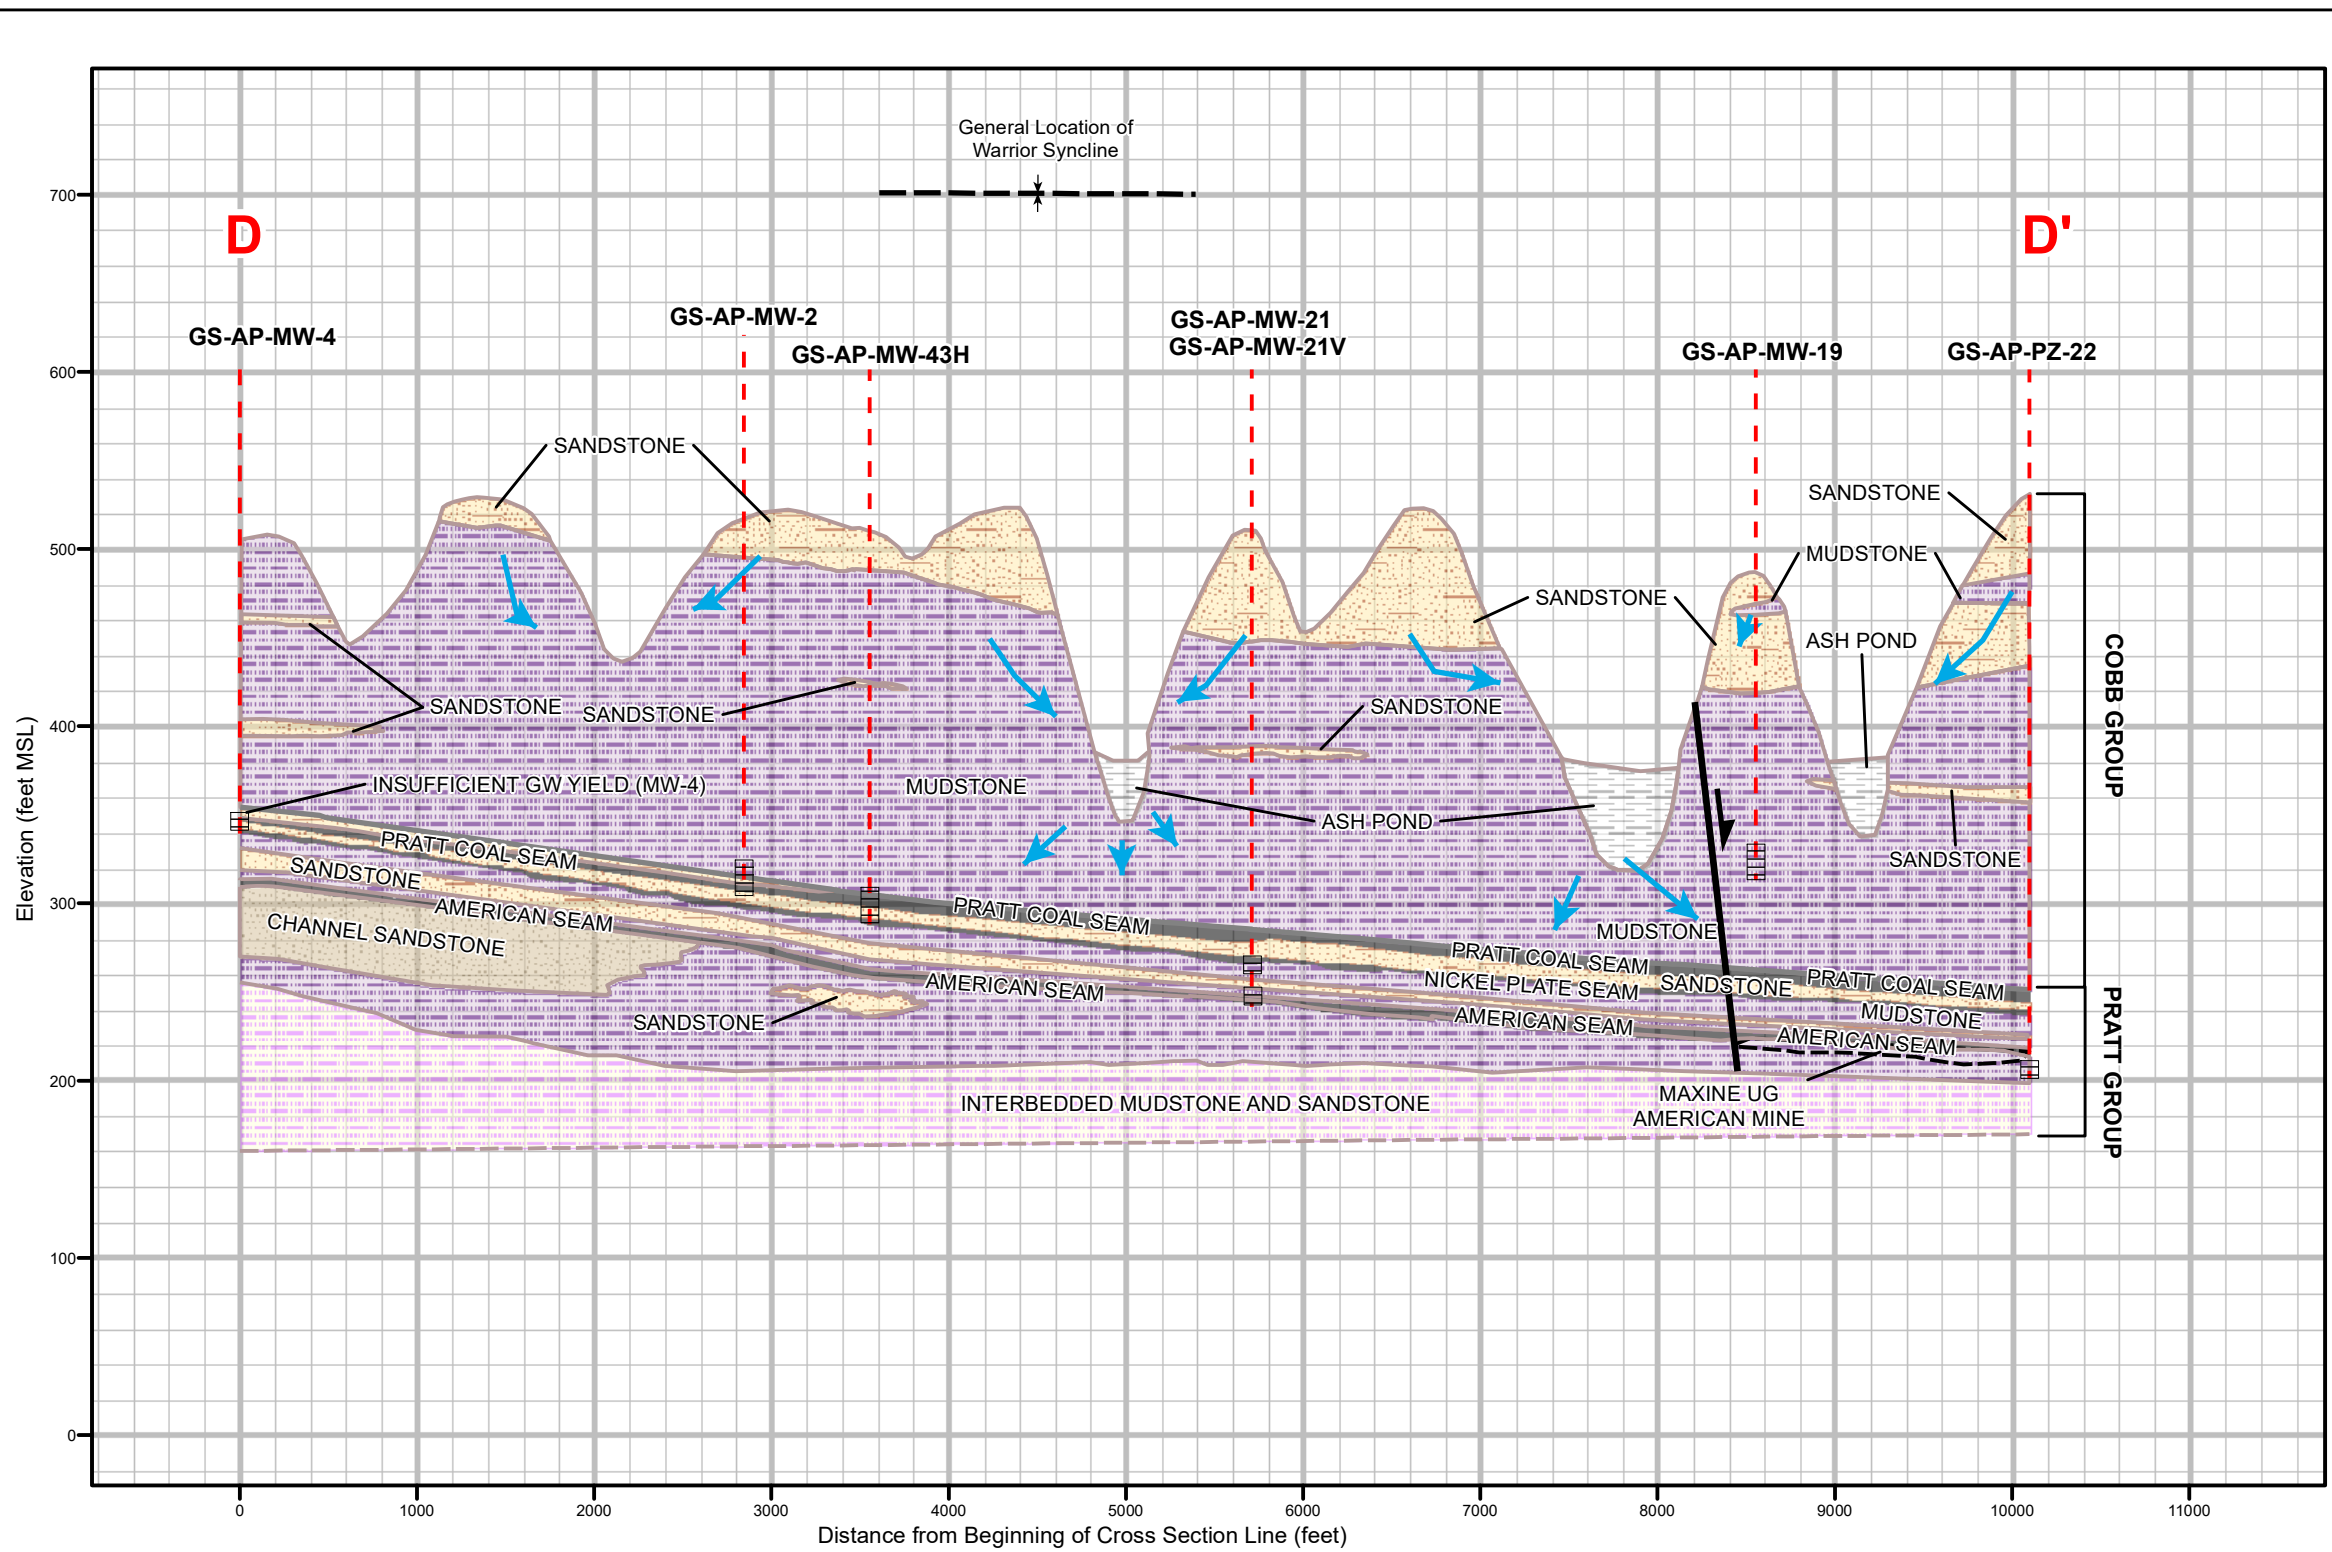 General Location of
Warrior Syncline
700
D
D'
GS-AP-MW-4
GS-AP-MW-2
GS-AP-MW-43H
GS-AP-MW-21
GS-AP-MW-21V
GS-AP-MW-19
GS-AP-PZ-22
600
SANDSTONE
SANDSTONE
500
MUDSTONE
SANDSTONE
ASH POND
SANDSTONE
SANDSTONE
SANDSTONE
400
INSUFFICIENT GW YIELD (MW-4)
MUDSTONE
ASH POND
PRATT COAL SEAM
SANDSTONE
SANDSTONE
300
AMERICAN SEAM
PRATT COAL SEAM
CHANNEL SANDSTONE
MUDSTONE
PRATT COAL SEAM
PRATT COAL SEAM
AMERICAN SEAM
NICKEL PLATE SEAM
SANDSTONE
MUDSTONE
SANDSTONE
AMERICAN SEAM
AMERICAN SEAM
200
INTERBEDDED MUDSTONE AND SANDSTONE
MAXINE UG
AMERICAN MINE
COBB GROUP
PRATT GROUP
100
0
Elevation (feet MSL)
0 1000 2000 3000 4000 5000 6000 7000 8000 9000 10000 11000
Distance from Beginning of Cross Section Line (feet)